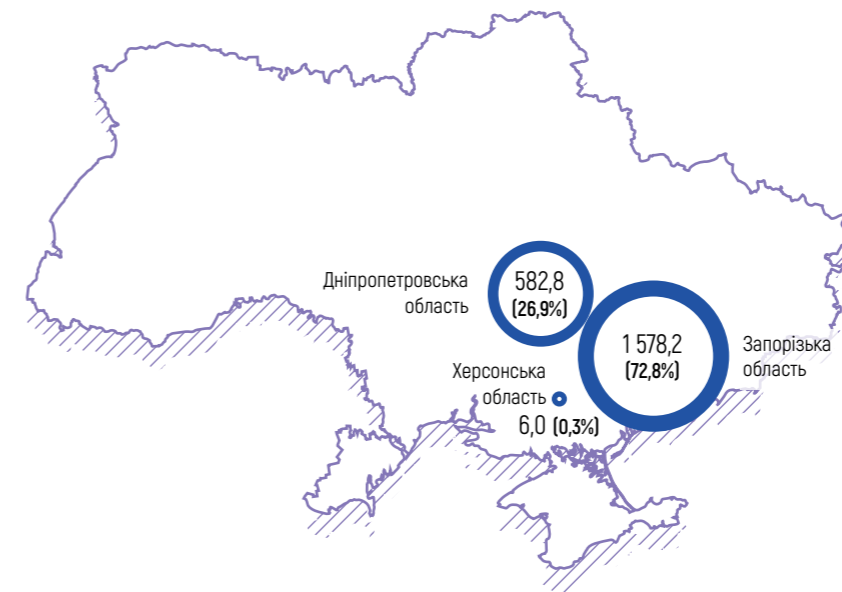 Дніпропетровська
область
582,8
(26,9%)
1 578,2
(72,8%)
Запорізька
область
Херсонська
область
6,0 (0,3%)